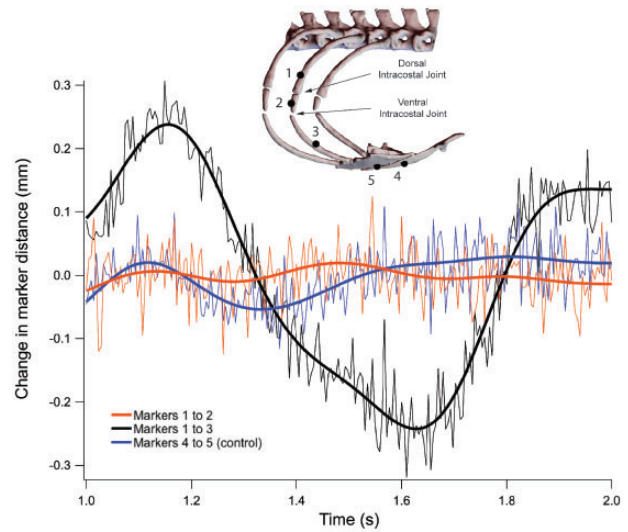 1
Dorsal
Intracostal Joint
2
Ventral
Intracostal Joint
3
5
4
Change in marker distance (mm)
0.3
0.2
0.1
0.0
-0.1
-0.2
-0.3
Markers 1 to 2
Markers 1 to 3
Markers 4 to 5 (control)
1.0
1.2
1.4
1.6
1.8
2.0
Time (s)